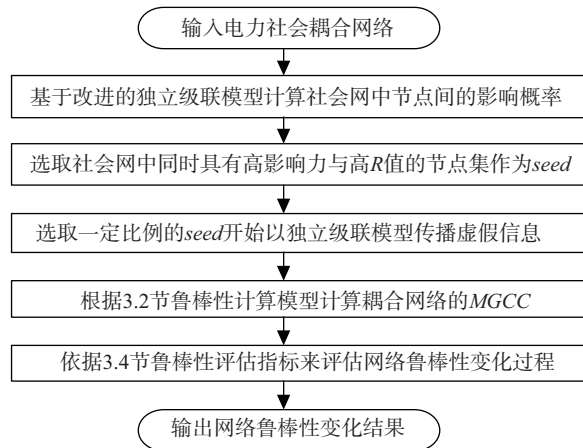 输入电力社会耦合网络
基于改进的独立级联模型计算社会网中节点间的影响概率
选取社会网中同时具有高影响力与高R值的节点集作为seed
选取一定比例的seed开始以独立级联模型传播虚假信息
根据3.2节鲁棒性计算模型计算耦合网络的MGCC
依据3.4节鲁棒性评估指标来评估网络鲁棒性变化过程
输出网络鲁棒性变化结果